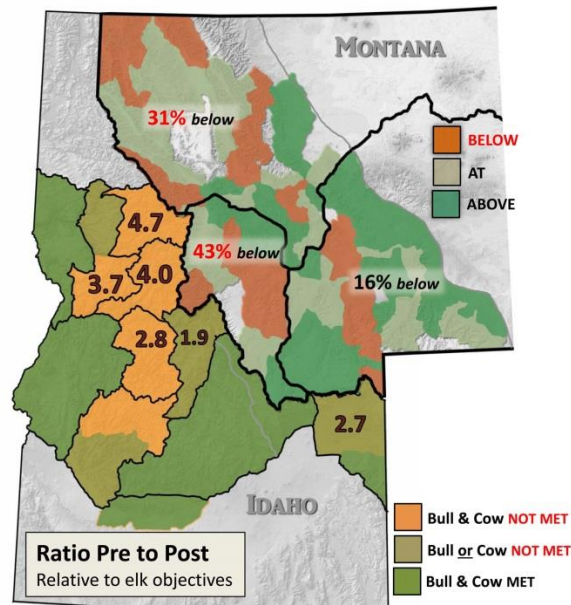 MONTANA
31% below
BELOW
AT
ABOVE
4.7
43% below
3.7
4.0
16% below
2.8
1.9
2.7
IDAHO
Bull & Cow NOT MET
Bull or Cow NOT MET
Bull & Cow MET
Ratio Pre to Post
Relative to elk objectives